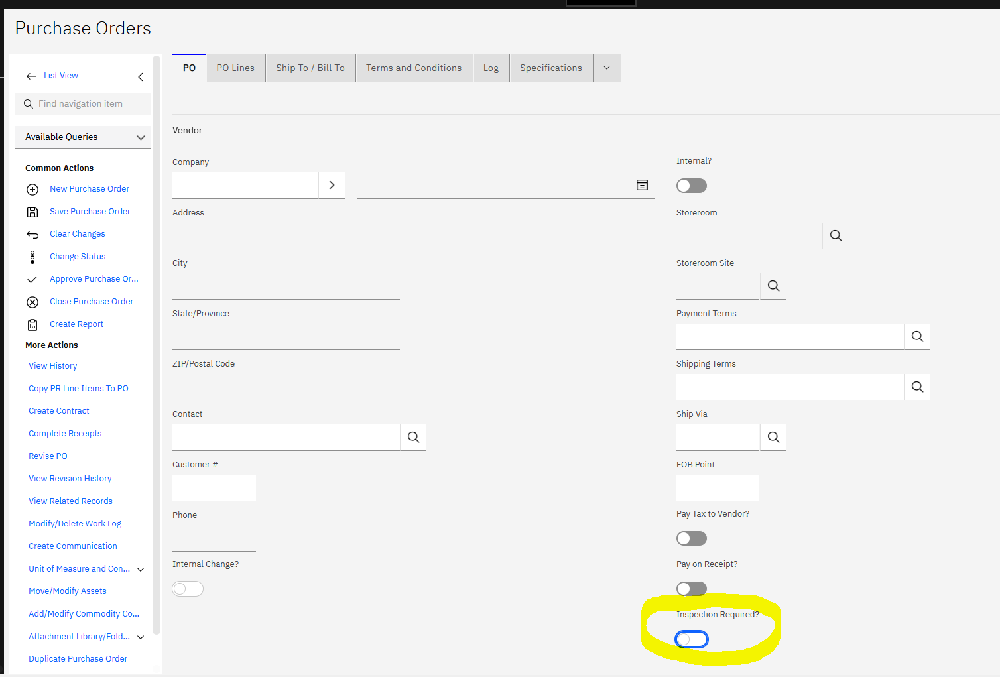 Purchase Orders
List View
Find navigation item
Available Queries
Common Actions
New Purchase Order
Save Purchase Order
Clear Changes
Change Status
Approve Purchase Or...
Close Purchase Order
Create Report
More Actions
View History
Copy PR Line Items To PO
Create Contract
Complete Receipts
Revise PO
View Revision History
View Related Records
Modify/Delete Work Log
Create Communication
Unit of Measure and Con...
Move/Modify Assets
Add/Modify Commodity Co...
Attachment Library/Fold...
Duplicate Purchase Order
PO
PO Lines
Ship To / Bill To
Terms and Conditions
Log
Specifications
Vendor
Company
Address
City
State/Province
ZIP/Postal Code
Contact
Customer #
Phone
Internal Change?
Internal?
Storeroom
Storeroom Site
Payment Terms
Shipping Terms
Ship Via
FOB Point
Pay Tax to Vendor?
Pay on Receipt?
Inspection Required?